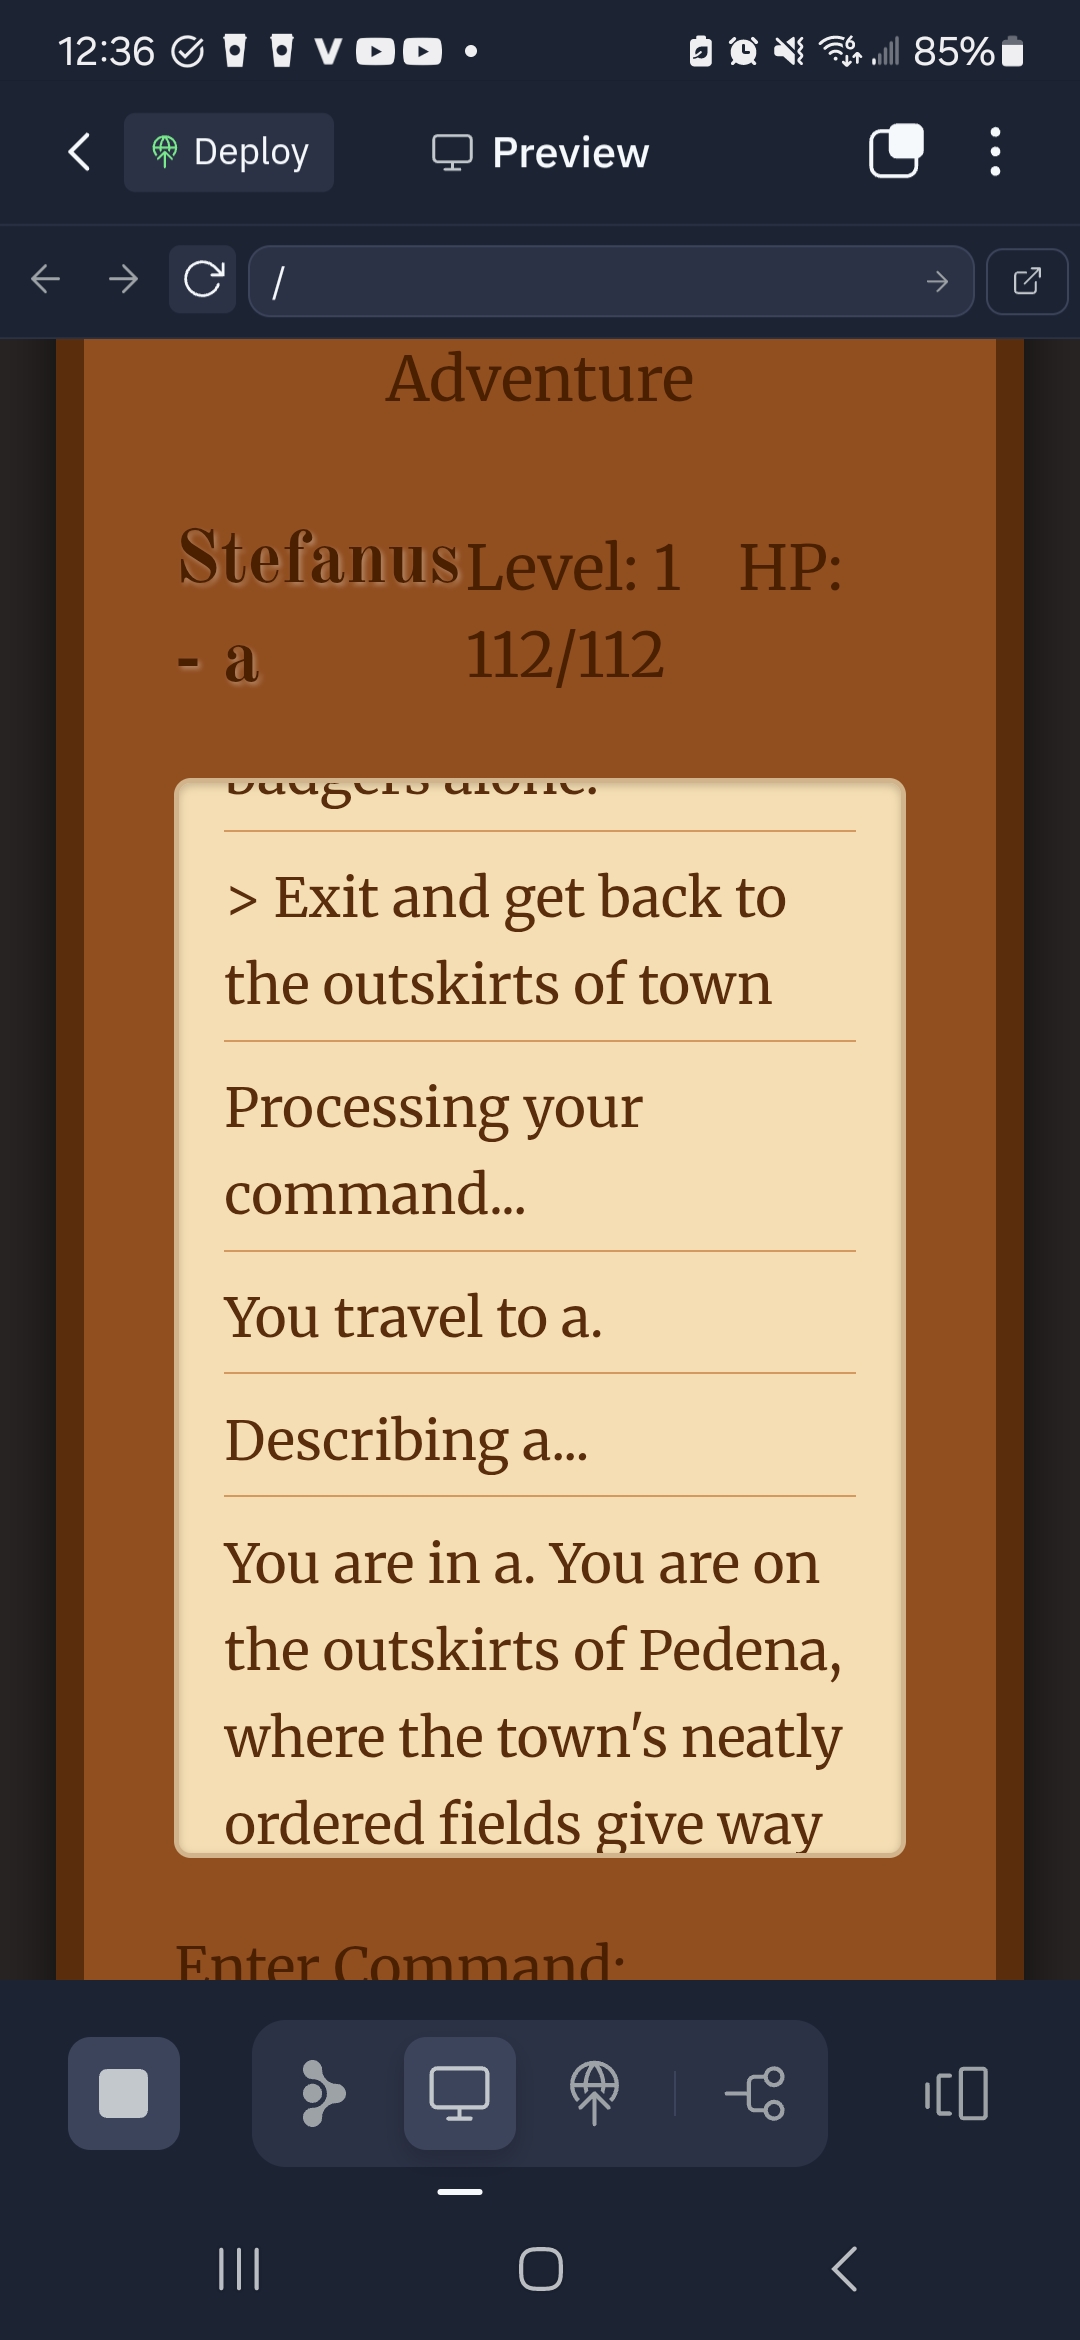 12:36
85%
Deploy
Preview
/
Adventure
Stefanus
- a
Level: 1 HP:
112/112
badgers alone.
> Exit and get back to
the outskirts of town
Processing your
command...
You travel to a.
Describing a...
You are in a. You are on
the outskirts of Pedena,
where the town's neatly
ordered fields give way
Enter Command: